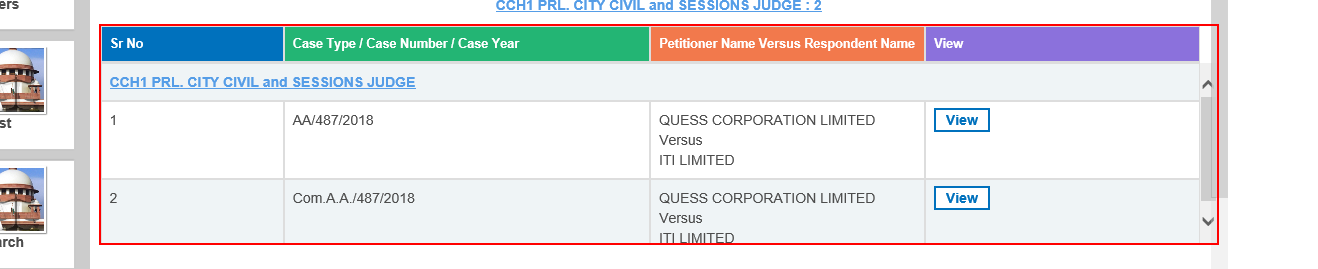 ers
CCH1 PRL. CITY CIVIL and SESSIONS JUDGE : 2
Sr No Case Type / Case Number / Case Year Petitioner Name Versus Respondent Name View
CCH1 PRL. CITY CIVIL and SESSIONS JUDGE
1 AA/487/2018 QUESS CORPORATION LIMITED View
Versus
ITI LIMITED
st
2 Com.A.A./487/2018 QUESS CORPORATION LIMITED View
Versus
ITI LIMITED
arch